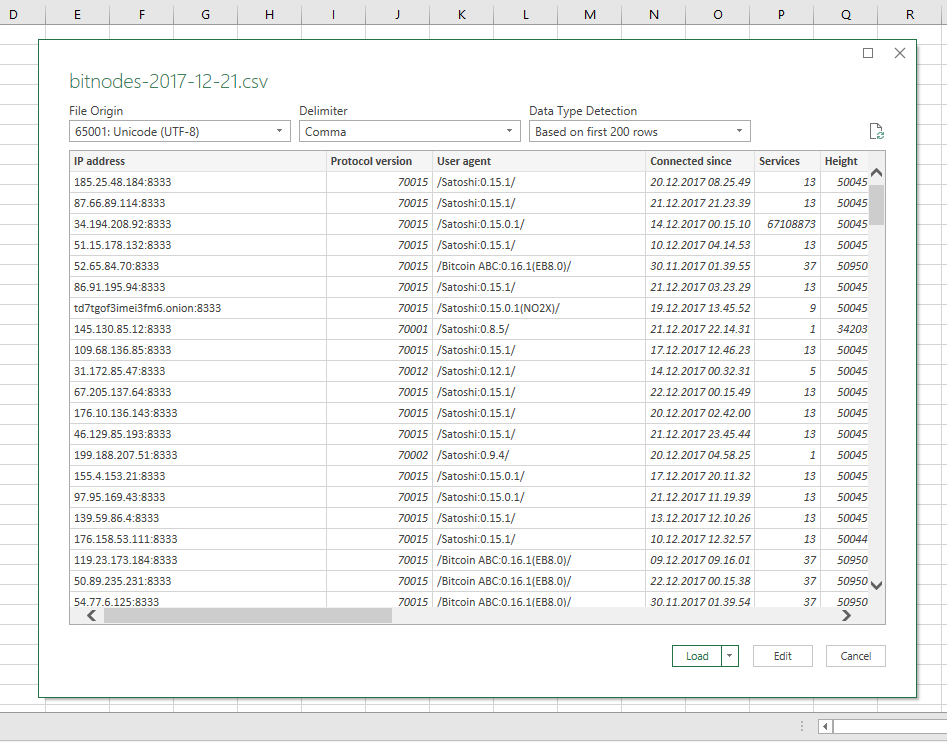 D E F G H I J K L M N O P Q R
bitnodes-2017-12-21.csv
File Origin Delimiter Data Type Detection
65001: Unicode (UTF-8) Comma Based on first 200 rows
IP address Protocol version User agent Connected since Services Height
185.25.48.184:8333 70015 /Satoshi:0.15.1/ 20.12.2017 08.25.49 13 50045
87.66.89.114:8333 70015 /Satoshi:0.15.1/ 21.12.2017 21.23.39 13 50045
34.194.208.92:8333 70015 /Satoshi:0.15.0.1/ 14.12.2017 00.15.10 67108873 50045
51.15.178.132:8333 70015 /Satoshi:0.15.1/ 10.12.2017 04.14.53 13 50045
52.65.84.70:8333 70015 /Bitcoin ABC:0.16.1(EB8.0)/ 30.11.2017 01.39.55 37 50950
86.91.195.94:8333 70015 /Satoshi:0.15.1/ 21.12.2017 03.23.29 13 50045
td7tgof3imei3fm6.onion:8333 70015 /Satoshi:0.15.0.1(NO2X)/ 19.12.2017 13.45.52 9 50045
145.130.85.12:8333 70001 /Satoshi:0.8.5/ 21.12.2017 22.14.31 1 34203
109.68.136.85:8333 70015 /Satoshi:0.15.1/ 17.12.2017 12.46.23 13 50045
31.172.85.47:8333 70012 /Satoshi:0.12.1/ 14.12.2017 00.32.31 5 50045
67.205.137.64:8333 70015 /Satoshi:0.15.1/ 22.12.2017 00.15.49 13 50045
176.10.136.143:8333 70015 /Satoshi:0.15.1/ 20.12.2017 02.42.00 13 50045
46.129.85.193:8333 70015 /Satoshi:0.15.1/ 21.12.2017 23.45.44 13 50045
199.188.207.51:8333 70002 /Satoshi:0.9.4/ 20.12.2017 04.58.25 1 50045
155.4.153.21:8333 70015 /Satoshi:0.15.0.1/ 17.12.2017 20.11.32 13 50045
97.95.169.43:8333 70015 /Satoshi:0.15.0.1/ 21.12.2017 11.19.39 13 50045
139.59.86.4:8333 70015 /Satoshi:0.15.1/ 13.12.2017 12.10.26 13 50045
176.158.53.111:8333 70015 /Satoshi:0.15.1/ 10.12.2017 12.32.57 13 50044
119.23.173.184:8333 70015 /Bitcoin ABC:0.16.1(EB8.0)/ 09.12.2017 09.16.01 37 50950
50.89.235.231:8333 70015 /Bitcoin ABC:0.16.1(EB8.0)/ 22.12.2017 00.15.38 37 50950
54.77.6.125:8333 70015 /Bitcoin ABC:0.16.1(EB8.0)/ 30.11.2017 01.39.54 37 50950
Load Edit Cancel